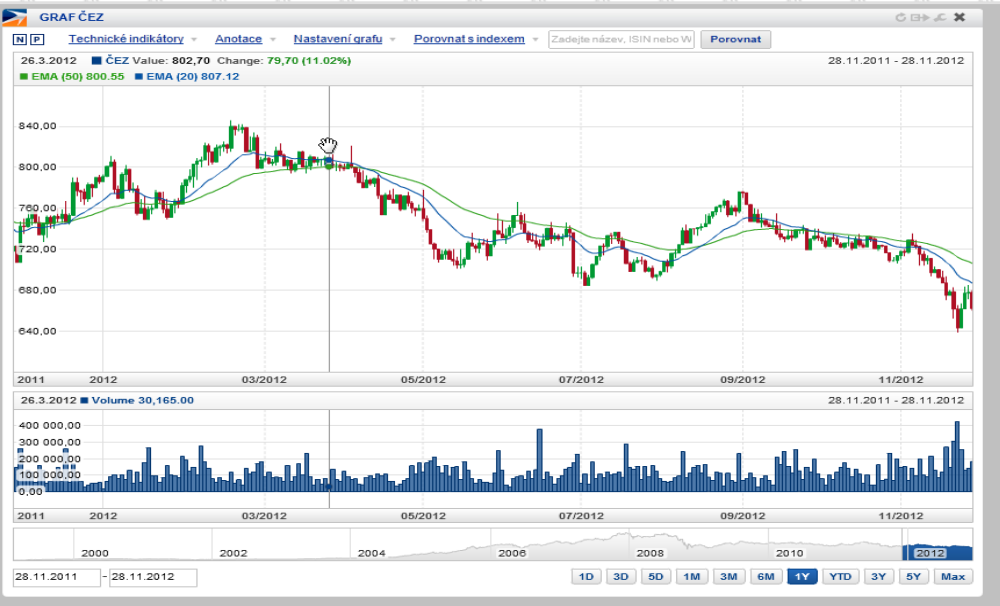 GRAF ČEZ
N P Technické indikátory Anotace Nastavení grafu Porovnat s indexem Zadejte název, ISIN nebo W Porovnat
26.3.2012 ČEZ Value: 802,70 Change: 79,70 (11.02%) 28.11.2011 - 28.11.2012
EMA (50) 800.55 EMA (20) 807.12
840,00
800,00
760,00
720,00
680,00
640,00
2011 2012 03/2012 05/2012 07/2012 09/2012 11/2012
26.3.2012 Volume 30,165.00 28.11.2011 - 28.11.2012
400 000,00
300 000,00
200 000,00
100 000,00
0,00
2011 2012 03/2012 05/2012 07/2012 09/2012 11/2012
2000 2002 2004 2006 2008 2010 2012
28.11.2011 - 28.11.2012 1D 3D 5D 1M 3M 6M 1Y YTD 3Y 5Y Max